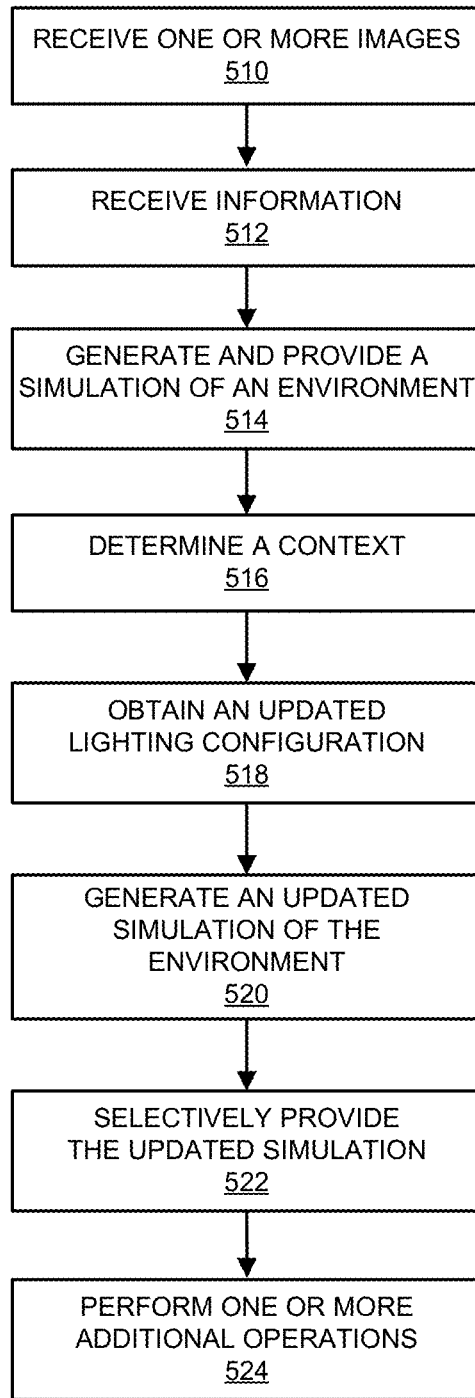 RECEIVE ONE OR MORE IMAGES
510
RECEIVE INFORMATION
512
GENERATE AND PROVIDE A
SIMULATION OF AN ENVIRONMENT
514
DETERMINE A CONTEXT
516
OBTAIN AN UPDATED
LIGHTING CONFIGURATION
518
GENERATE AN UPDATED
SIMULATION OF THE
ENVIRONMENT
520
SELECTIVELY PROVIDE
THE UPDATED SIMULATION
522
PERFORM ONE OR MORE
ADDITIONAL OPERATIONS
524